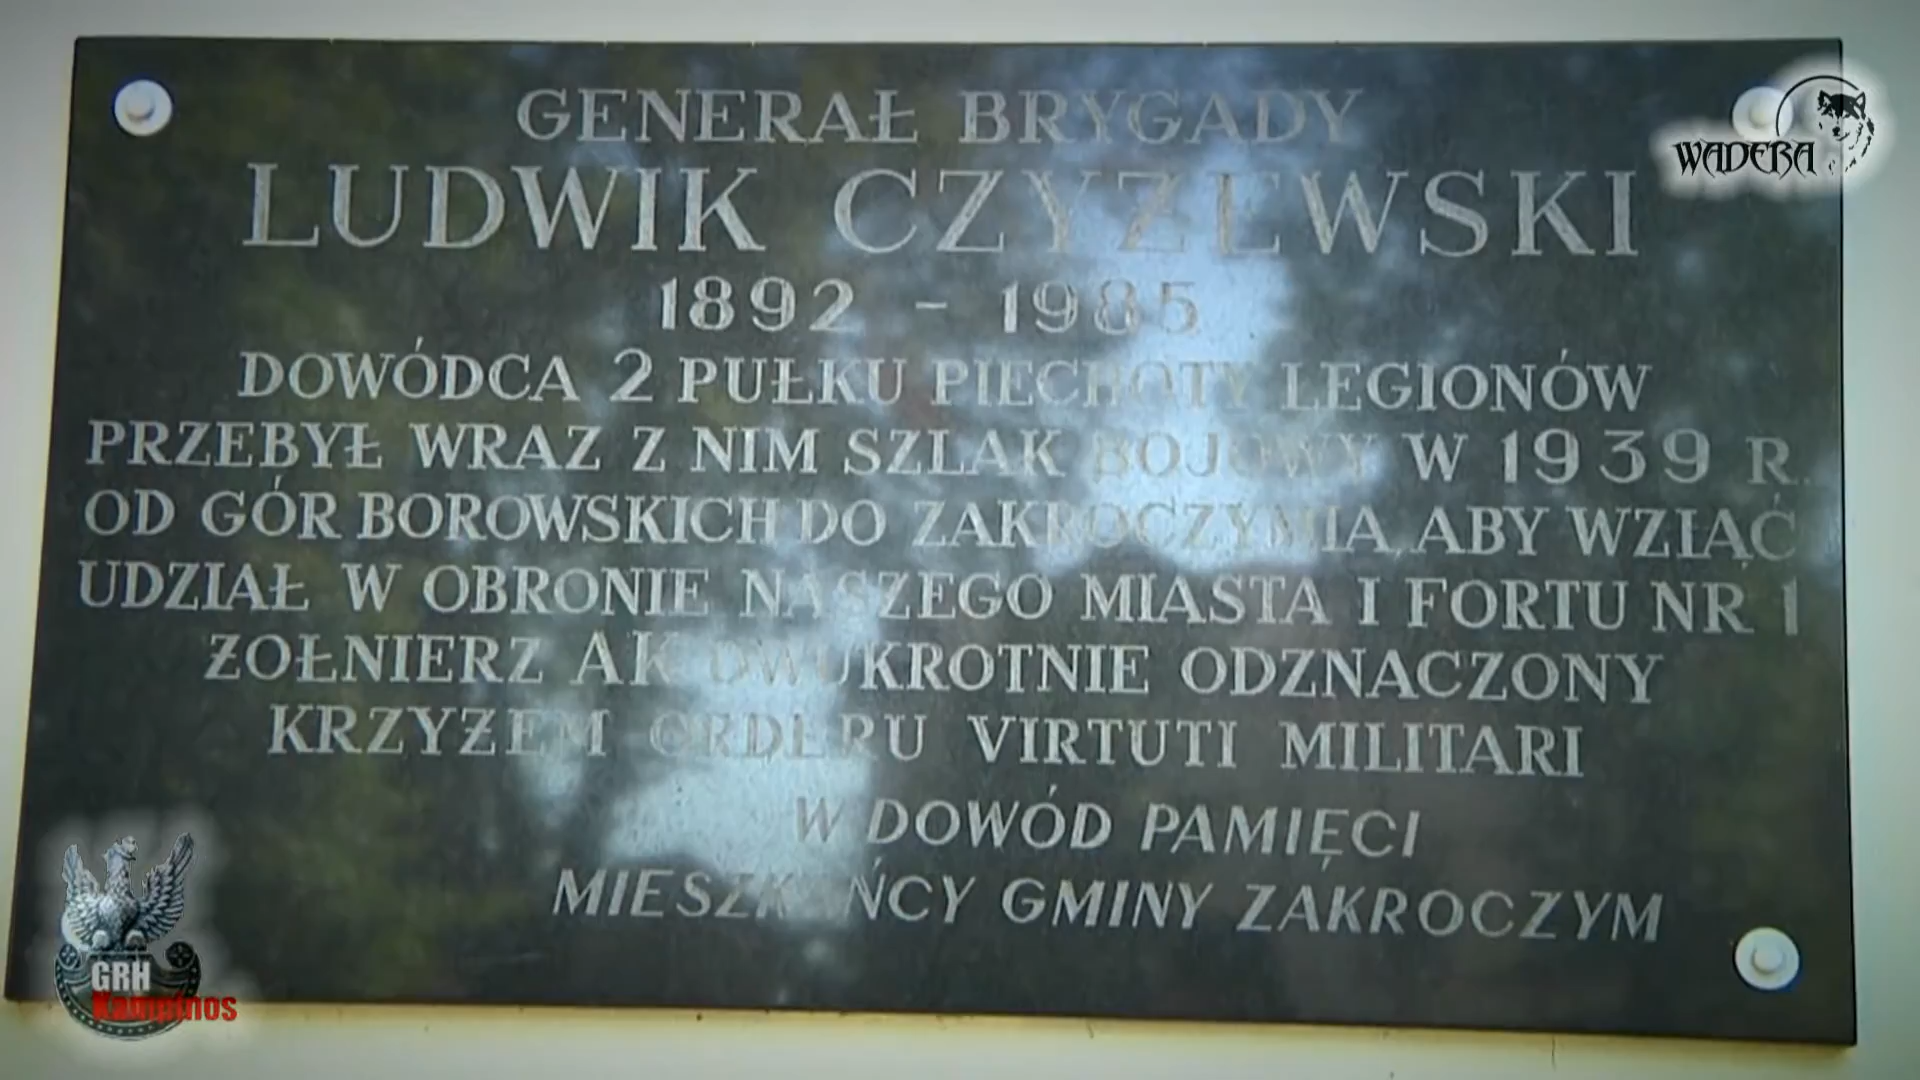 GENERAŁ BRYGADY
LUDWIK CZYŻEWSKI
1892 - 1985
DOWÓDCA 2 PUŁKU PIECHOTY LEGIONÓW
PRZEBYŁ WRAZ Z NIM SZLAK BOJOWY W 1939 R.
OD GÓR BOROWSKICH DO ZAKROCZYMIA ABY WZIĄĆ
UDZIAŁ W OBRONIE NASZEGO MIASTA I FORTU NR 1
ŻOŁNIERZ AK DWUKROTNIE ODZNACZONY
KRZYŻEM ORDERU VIRTUTI MILITARI
W DOWÓD PAMIĘCI
MIESZKAŃCY GMINY ZAKROCZYM
WADERA
GRH
Kampinos